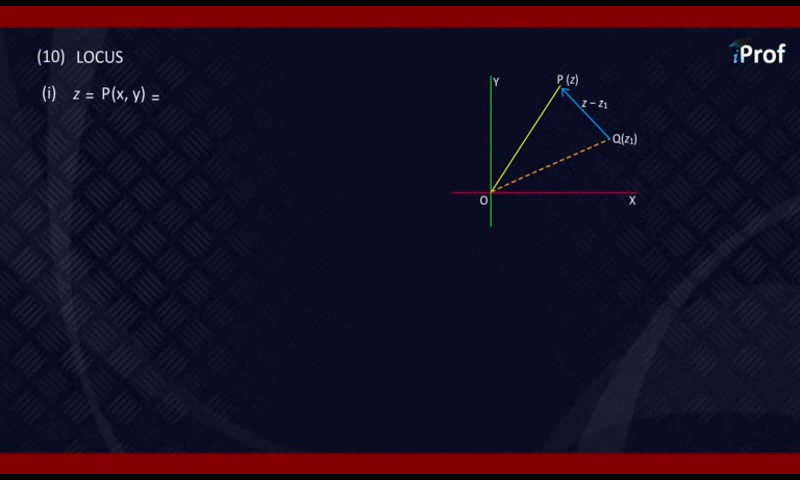 (10) LOCUS
iProf
(i) z = P(x, y) =
Y
P (z)
z – z₁
Q(z₁)
O
X